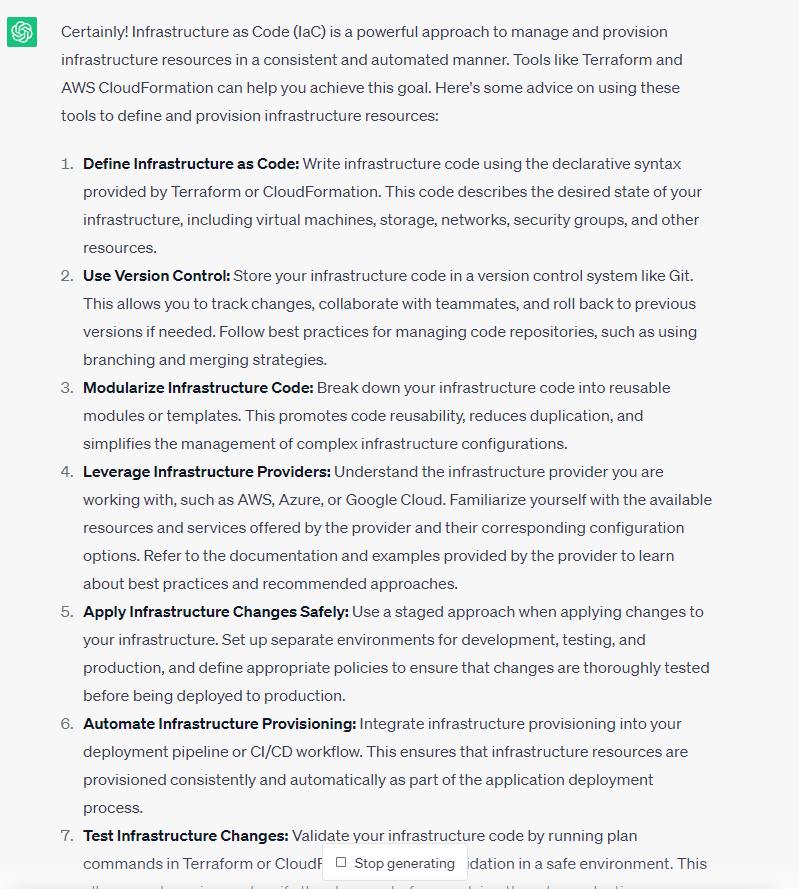 Certainly! Infrastructure as Code (IaC) is a powerful approach to manage and provision
infrastructure resources in a consistent and automated manner. Tools like Terraform and
AWS CloudFormation can help you achieve this goal. Here's some advice on using these
tools to define and provision infrastructure resources:
1. Define Infrastructure as Code: Write infrastructure code using the declarative syntax
provided by Terraform or CloudFormation. This code describes the desired state of your
infrastructure, including virtual machines, storage, networks, security groups, and other
resources.
2. Use Version Control: Store your infrastructure code in a version control system like Git.
This allows you to track changes, collaborate with teammates, and roll back to previous
versions if needed. Follow best practices for managing code repositories, such as using
branching and merging strategies.
3. Modularize Infrastructure Code: Break down your infrastructure code into reusable
modules or templates. This promotes code reusability, reduces duplication, and
simplifies the management of complex infrastructure configurations.
4. Leverage Infrastructure Providers: Understand the infrastructure provider you are
working with, such as AWS, Azure, or Google Cloud. Familiarize yourself with the available
resources and services offered by the provider and their corresponding configuration
options. Refer to the documentation and examples provided by the provider to learn
about best practices and recommended approaches.
5. Apply Infrastructure Changes Safely: Use a staged approach when applying changes to
your infrastructure. Set up separate environments for development, testing, and
production, and define appropriate policies to ensure that changes are thoroughly tested
before being deployed to production.
6. Automate Infrastructure Provisioning: Integrate infrastructure provisioning into your
deployment pipeline or CI/CD workflow. This ensures that infrastructure resources are
provisioned consistently and automatically as part of the application deployment
process.
7. Test Infrastructure Changes: Validate your infrastructure code by running plan
commands in Terraform or CloudF idation in a safe environment. This
Stop generating